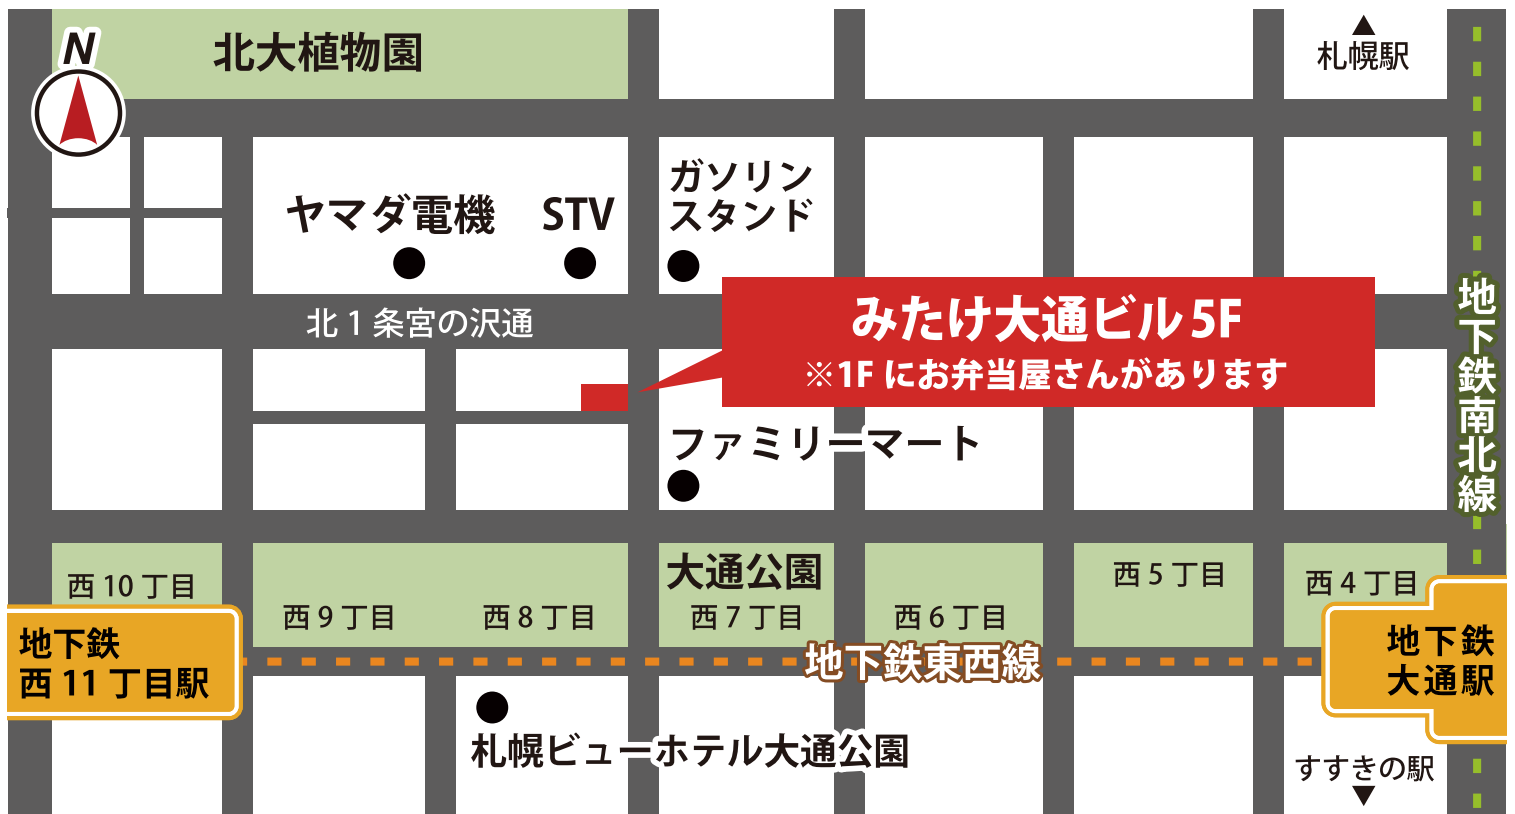 N
北大植物園
札幌駅
ヤマダ電機
STV
ガソリン
スタンド
北1条宮の沢通
みたけ大通ビル5F
※1Fにお弁当屋さんがあります
地下鉄南北線
ファミリーマート
大通公園
西10丁目
西9丁目
西8丁目
西7丁目
西6丁目
西5丁目
西4丁目
地下鉄
西11丁目駅
地下鉄東西線
地下鉄
大通駅
札幌ビューホテル大通公園
すすきの駅